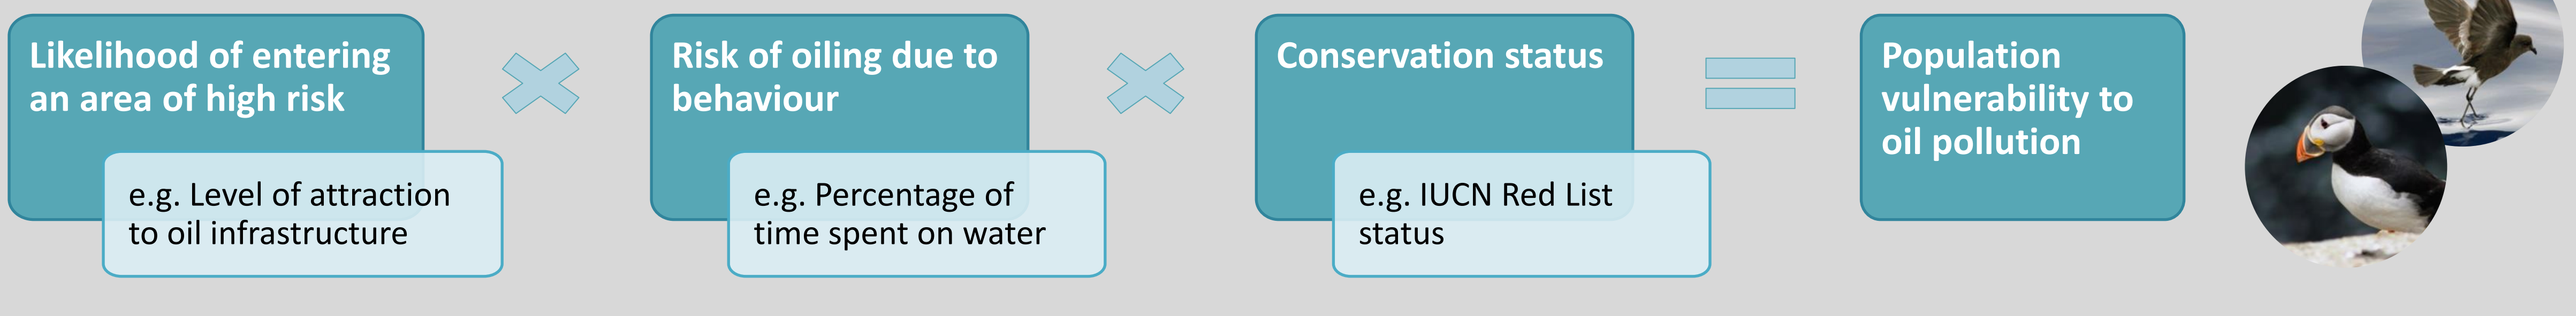 Likelihood of entering
an area of high risk
e.g. Level of attraction
to oil infrastructure
Risk of oiling due to
behaviour
e.g. Percentage of
time spent on water
Conservation status
e.g. IUCN Red List
status
Population
vulnerability to
oil pollution